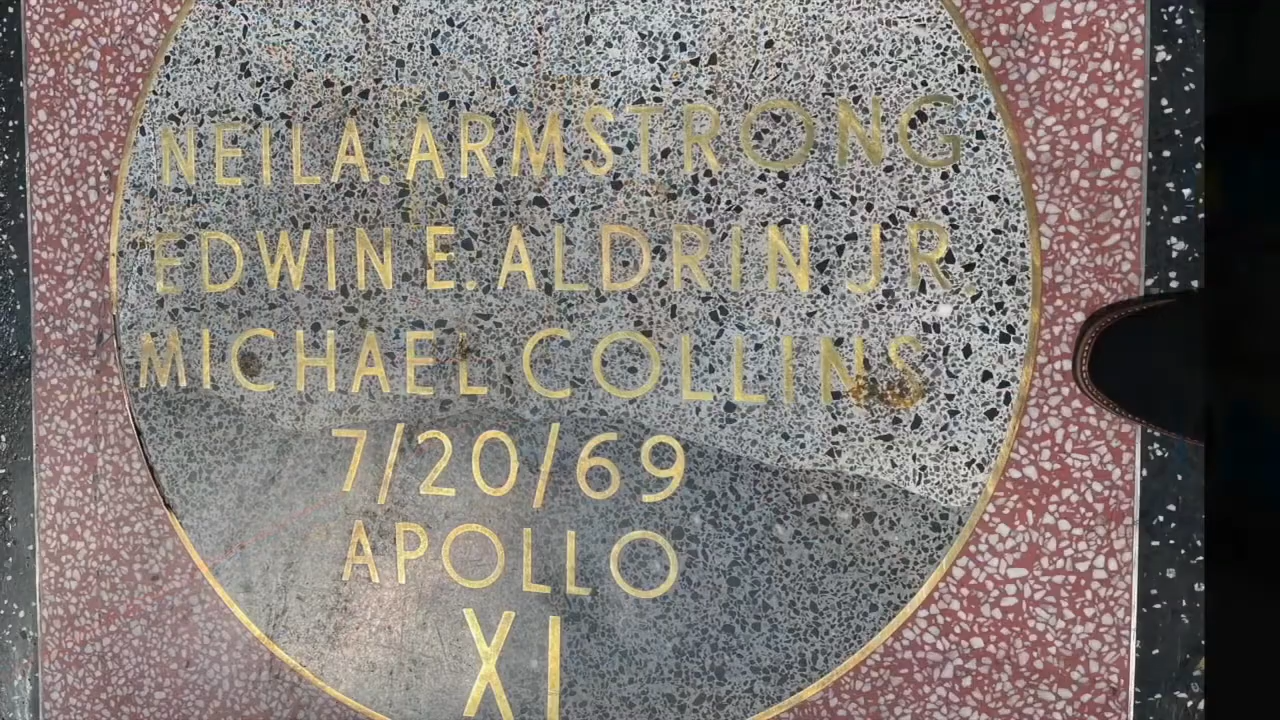 NEIL A. ARMSTRONG
EDWIN E. ALDRIN JR.
MICHAEL COLLINS
7/20/69
APOLLO
XI